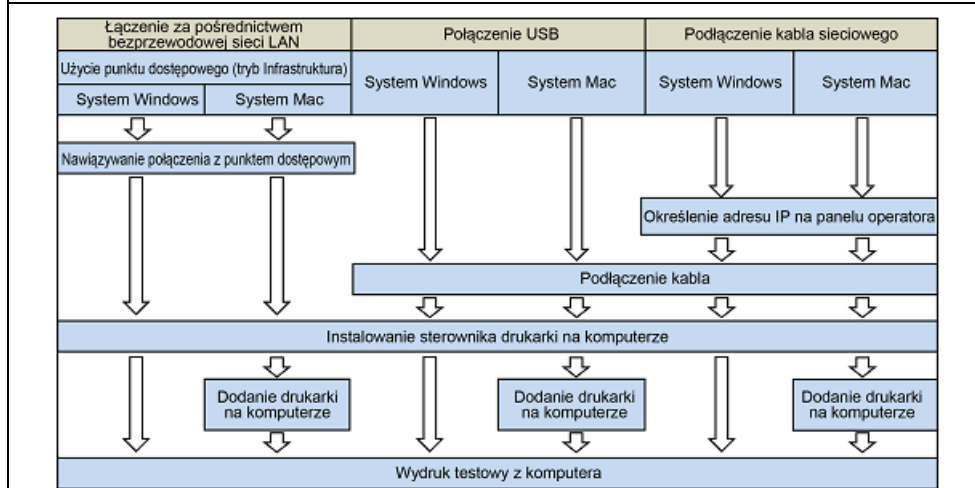 Łączenie za pośrednictwem
bezprzewodowej sieci LAN
Połączenie USB
Podłączenie kabla sieciowego
Użycie punktu dostępowego (tryb Infrastruktura)
System Windows
System Mac
System Windows
System Mac
System Windows
System Mac
Nawiązywanie połączenia z punktem dostępowym
Określenie adresu IP na panelu operatora
Podłączenie kabla
Instalowanie sterownika drukarki na komputerze
Dodanie drukarki
na komputerze
Dodanie drukarki
na komputerze
Dodanie drukarki
na komputerze
Wydruk testowy z komputera